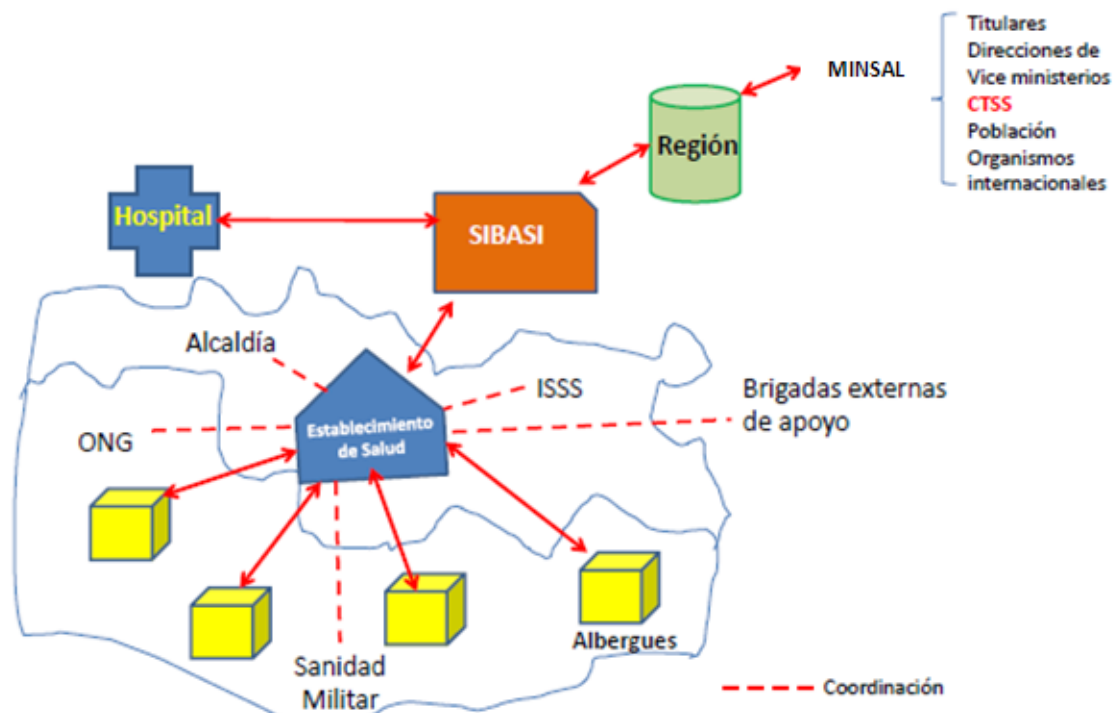 Titulares
Direcciones de
Vice ministerios
CTSS
Población
Organismos
internacionales
MINSAL
Región
Hospital
SIBASI
Alcaldía
ISSS
Brigadas externas
de apoyo
ONG
Establecimiento
de Salud
Albergues
Sanidad
Militar
Coordinación